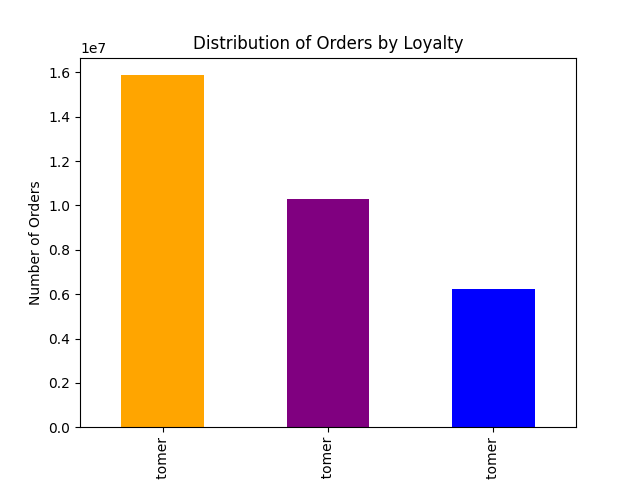 Distribution of Orders by Loyalty
1e7
1.6
1.4
1.2
1.0
0.8
0.6
0.4
0.2
0.0
Number of Orders
tomer
tomer
tomer